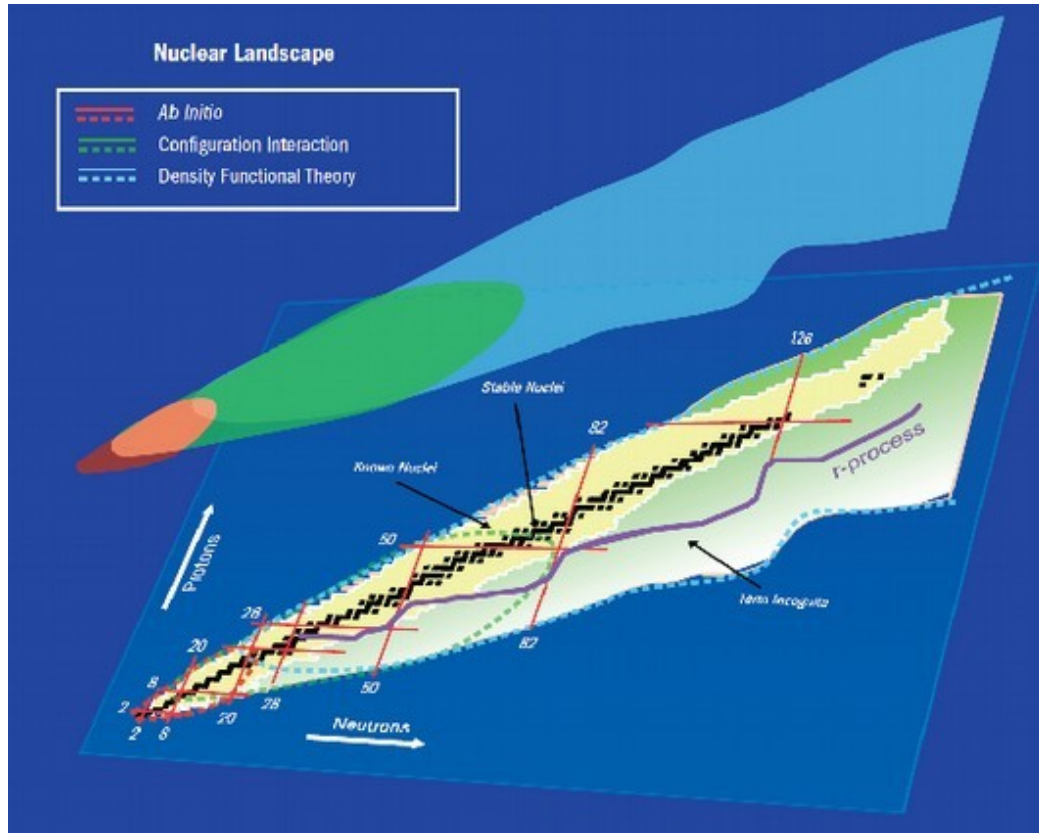 Nuclear Landscape
Ab Initio
Configuration Interaction
Density Functional Theory
126
Stable Nuclei
82
Known Nuclei
r-process
50
Protons
Terra Incognita
28
20
82
8
50
2
28
20
2 8
Neutrons